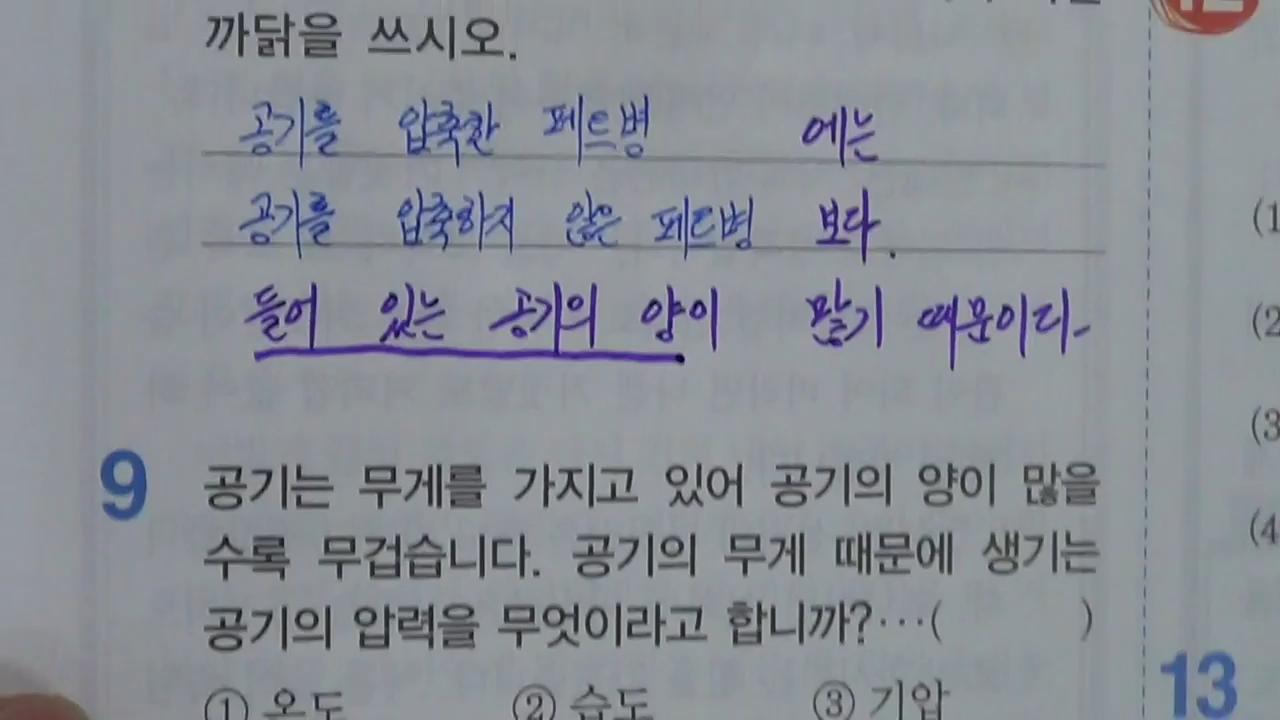 까닭을 쓰시오.
12
공기를 압축한 페트병 에는
공기를 압축하지 않은 페트병 보다.
들어 있는 공기의 양이 많기 때문이다.
9 공기는 무게를 가지고 있어 공기의 양이 많을
수록 무겁습니다. 공기의 무게 때문에 생기는
공기의 압력을 무엇이라고 합니까?…( )
① 온도 ② 습도 ③ 기압
(1
(2
(3
(4
13